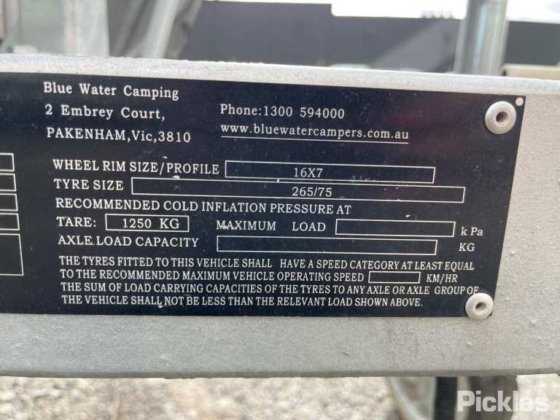 Blue Water Camping
2 Embrey Court,
PAKENHAM,Vic,3810
Phone:1300 594000
www.bluewatercampers.com.au
WHEEL RIM SIZE/PROFILE 16X7
TYRE SIZE 265/75
RECOMMENDED COLD INFLATION PRESSURE AT
TARE: 1250 KG MAXIMUM LOAD kPa
AXLE LOAD CAPACITY KG
THE TYRES FITTED TO THIS VEHICLE SHALL HAVE A SPEED CATEGORY AT LEAST EQUAL
TO THE RECOMMENDED MAXIMUM VEHICLE OPERATING SPEED KM/HR
THE SUM OF LOAD CARRYING CAPACITIES OF THE TYRES TO ANY AXLE OR AXLE GROUP OF
THE VEHICLE SHALL NOT BE LESS THAN THE RELEVANT LOAD SHOWN ABOVE.
Pickles